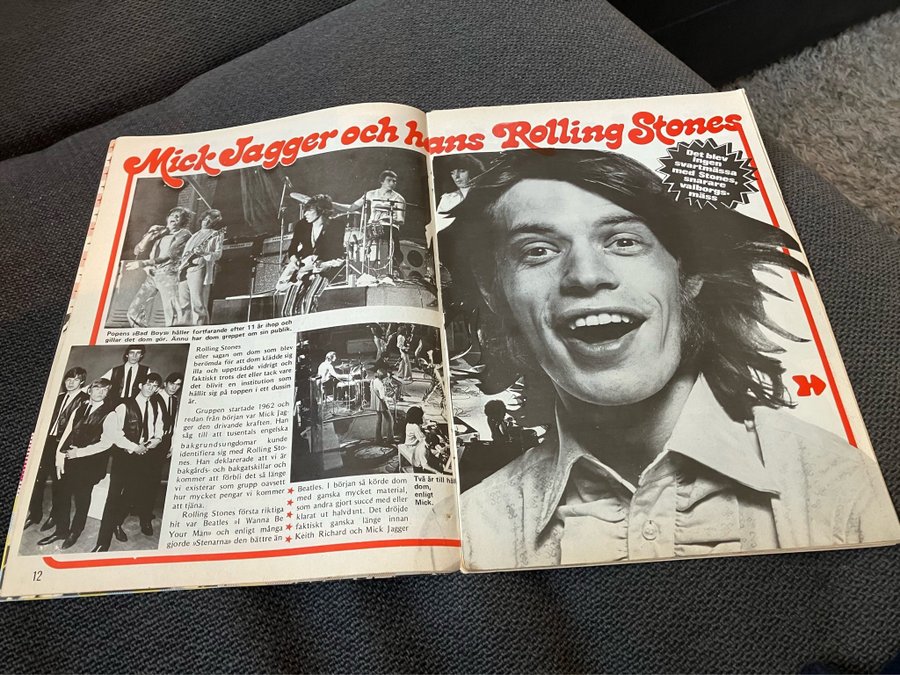 Mick Jagger och hans Rolling Stones
Det blev
ingen
svartmässa
med Stones,
snarare
valborgs-
mäss
Popens »Bad Boys» håller fortfarande efter 11 år ihop och
gillar det dom gör. Ännu har dom greppet om sin publik.
Rolling Stones
eller sagan om dom som blev
berömda för att dom klädde sig
illa och uppträdde vidrigt och
faktiskt trots det eller tack vare
det blivit en institution som
hållit sig på toppen i ett dussin
år.
Gruppen startade 1962 och
redan från början var Mick Jag-
ger den drivande kraften. Han
såg till att tusentals engelska
bakgrundsungdomar kunde
identifiera sig med Rolling Sto-
nes. Han deklarerade att vi är
bakgårds- och bakgatskillar och
kommer att förbli det så länge
vi existerar som grupp oavsett
hur mycket pengar vi kommer
att tjäna.
Rolling Stones första riktiga
hit var Beatles »I Wanna Be
Your Man» och enligt många
gjorde »Stenarna» den bättre än
Beatles. I början så körde dom
med ganska mycket material,
som andra gjort succé med eller
klarat ut halvdant. Det dröjde
faktiskt ganska länge innan
Keith Richard och Mick Jagger
Två år till hål
dom,
enligt
Mick.
12